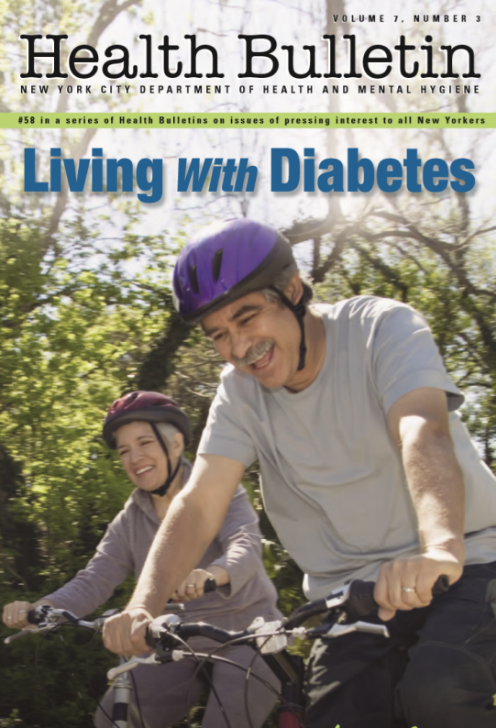 VOLUME 7, NUMBER 3
Health Bulletin
NEW YORK CITY DEPARTMENT OF HEALTH AND MENTAL HYGIENE
#58 in a series of Health Bulletins on issues of pressing interest to all New Yorkers
Living With Diabetes